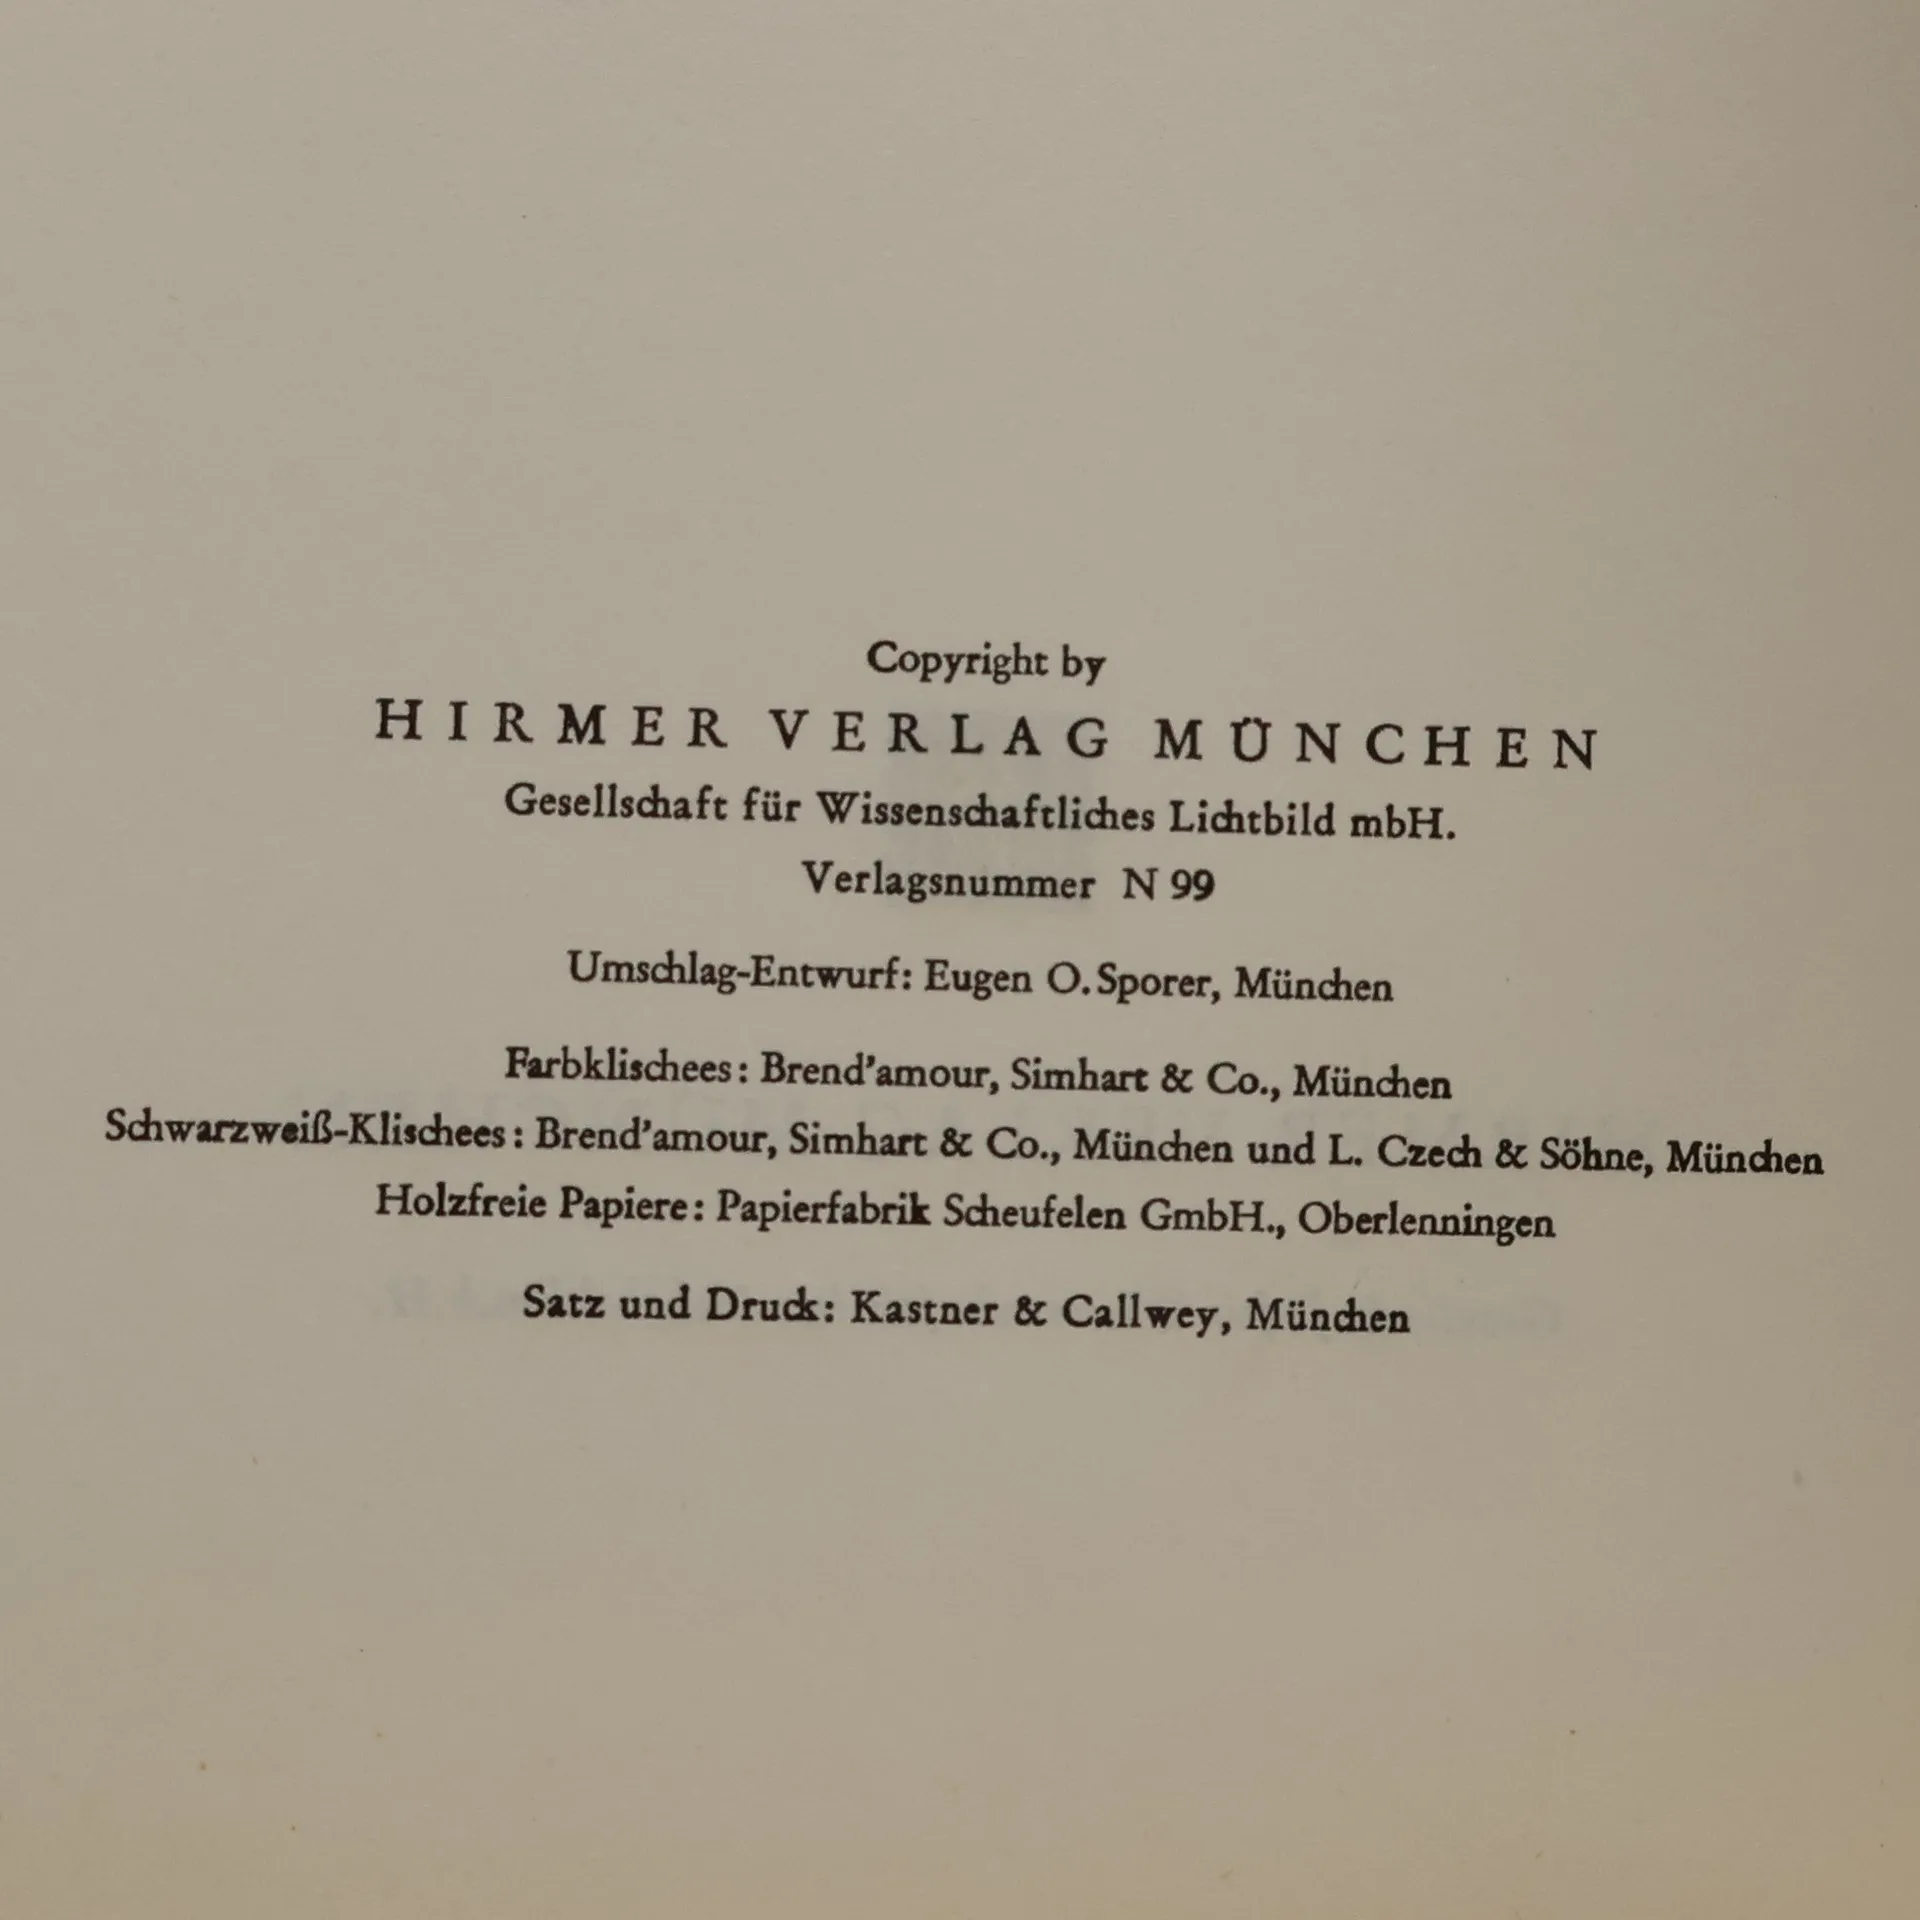 Copyright by
HIRMER VERLAG MÜNCHEN
Gesellschaft für Wissenschaftliches Lichtbild mbH.
Verlagsnummer N 99
Umschlag-Entwurf: Eugen O. Sporer, München
Farbklischees: Brend'amour, Simhart & Co., München
Schwarzweiß-Klischees: Brend'amour, Simhart & Co., München und L. Czech & Söhne, München
Holzfreie Papiere: Papierfabrik Scheufelen GmbH., Oberlenningen
Satz und Druck: Kastner & Callwey, München